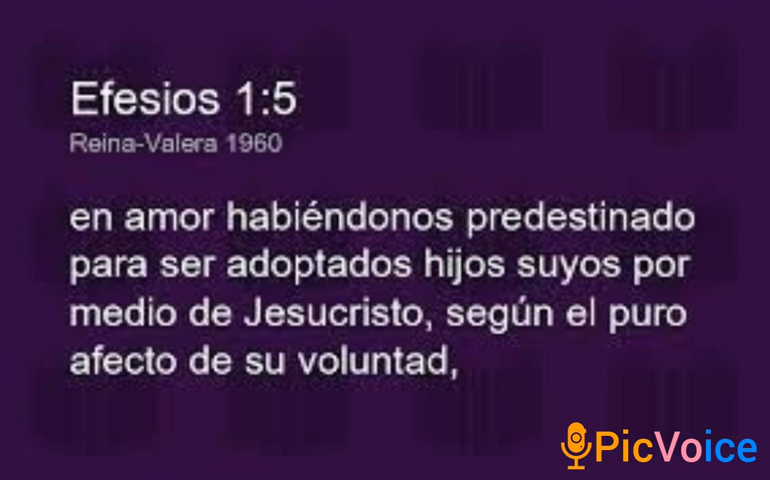 Efesios 1:5
Reina-Valera 1960
en amor habiéndonos predestinado
para ser adoptados hijos suyos por
medio de Jesucristo, según el puro
afecto de su voluntad,
PicVoice